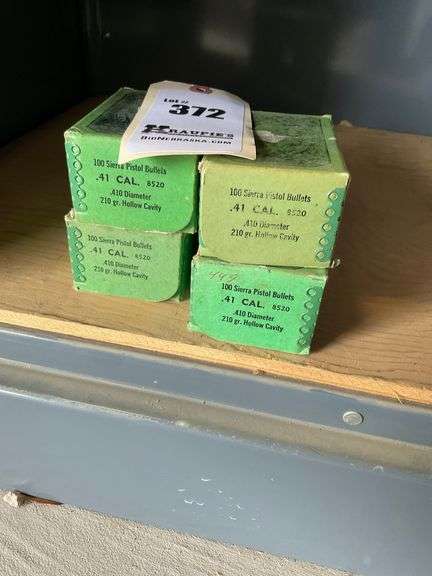 LOT #
372
KRAUPIE'S
BIDNEBRASKA.COM
100 Sierra Pistol Bullets
.41 CAL. 8520
.410 Diameter
210 gr. Hollow Cavity
100 Sierra Pistol Bullets
.41 CAL. 8520
.410 Diameter
210 gr. Hollow Cavity
100 Sierra Pistol Bullets
.41 CAL. 8520
.410 Diameter
210 gr. Hollow Cavity
100 Sierra Pistol Bullets
.41 CAL. 8520
.410 Diameter
210 gr. Hollow Cavity